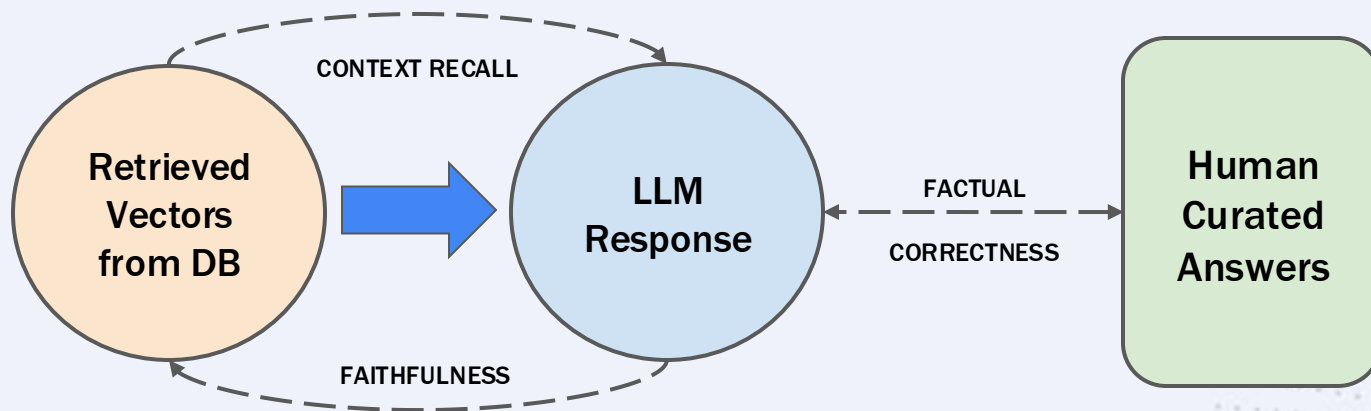 CONTEXT RECALL
Retrieved
Vectors
from DB
LLM
Response
FACTUAL
CORRECTNESS
Human
Curated
Answers
FAITHFULNESS